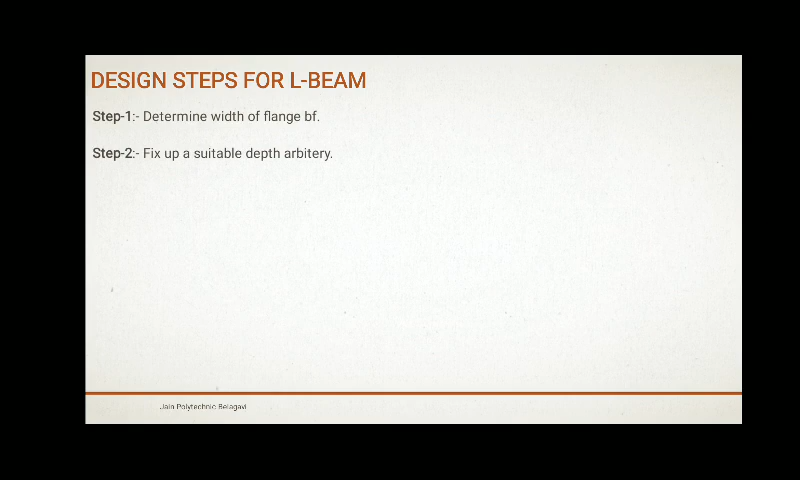 DESIGN STEPS FOR L-BEAM
Step-1:- Determine width of flange bf.
Step-2:- Fix up a suitable depth arbitery.
Jain Polytechnic Belagavi